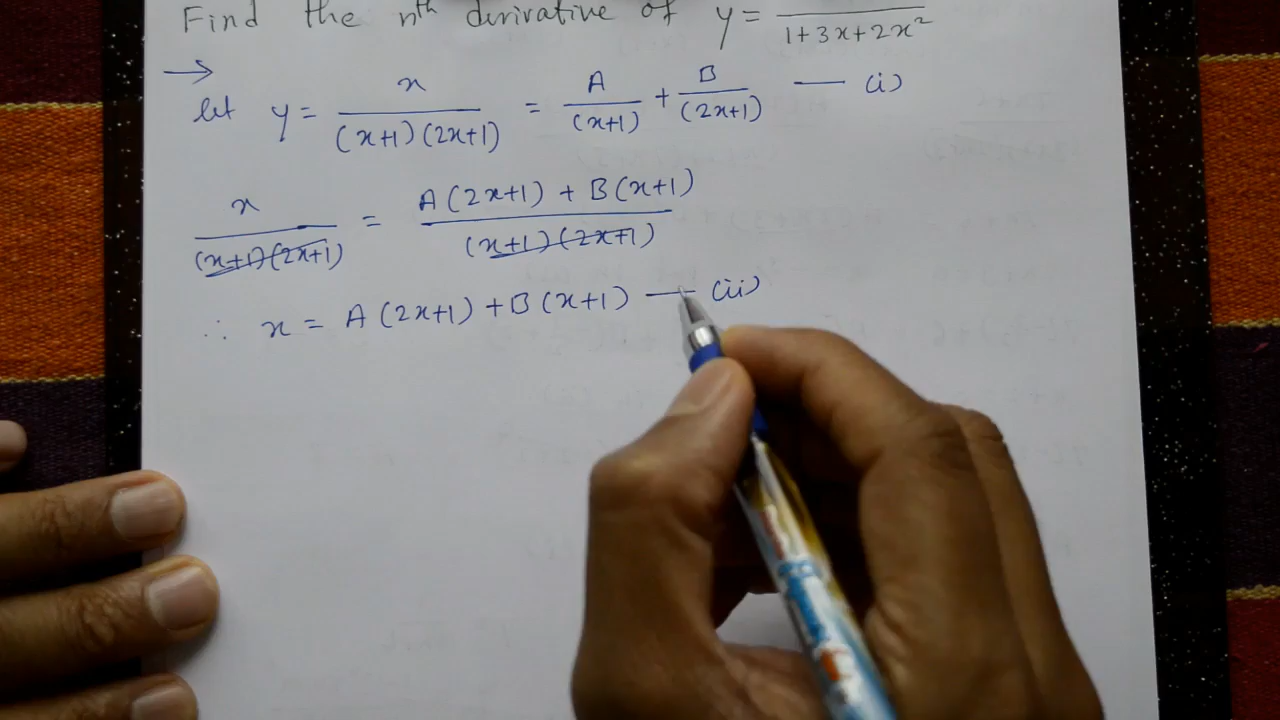 Find the nth derivative of y = ――― / 1+3x+2x²
→
let y = x / (x+1)(2x+1) = A / (x+1) + B / (2x+1) — (i)
x / (x+1)(2x+1) = A(2x+1) + B(x+1) / (x+1)(2x+1)
∴ x = A(2x+1) + B(x+1) — (ii)